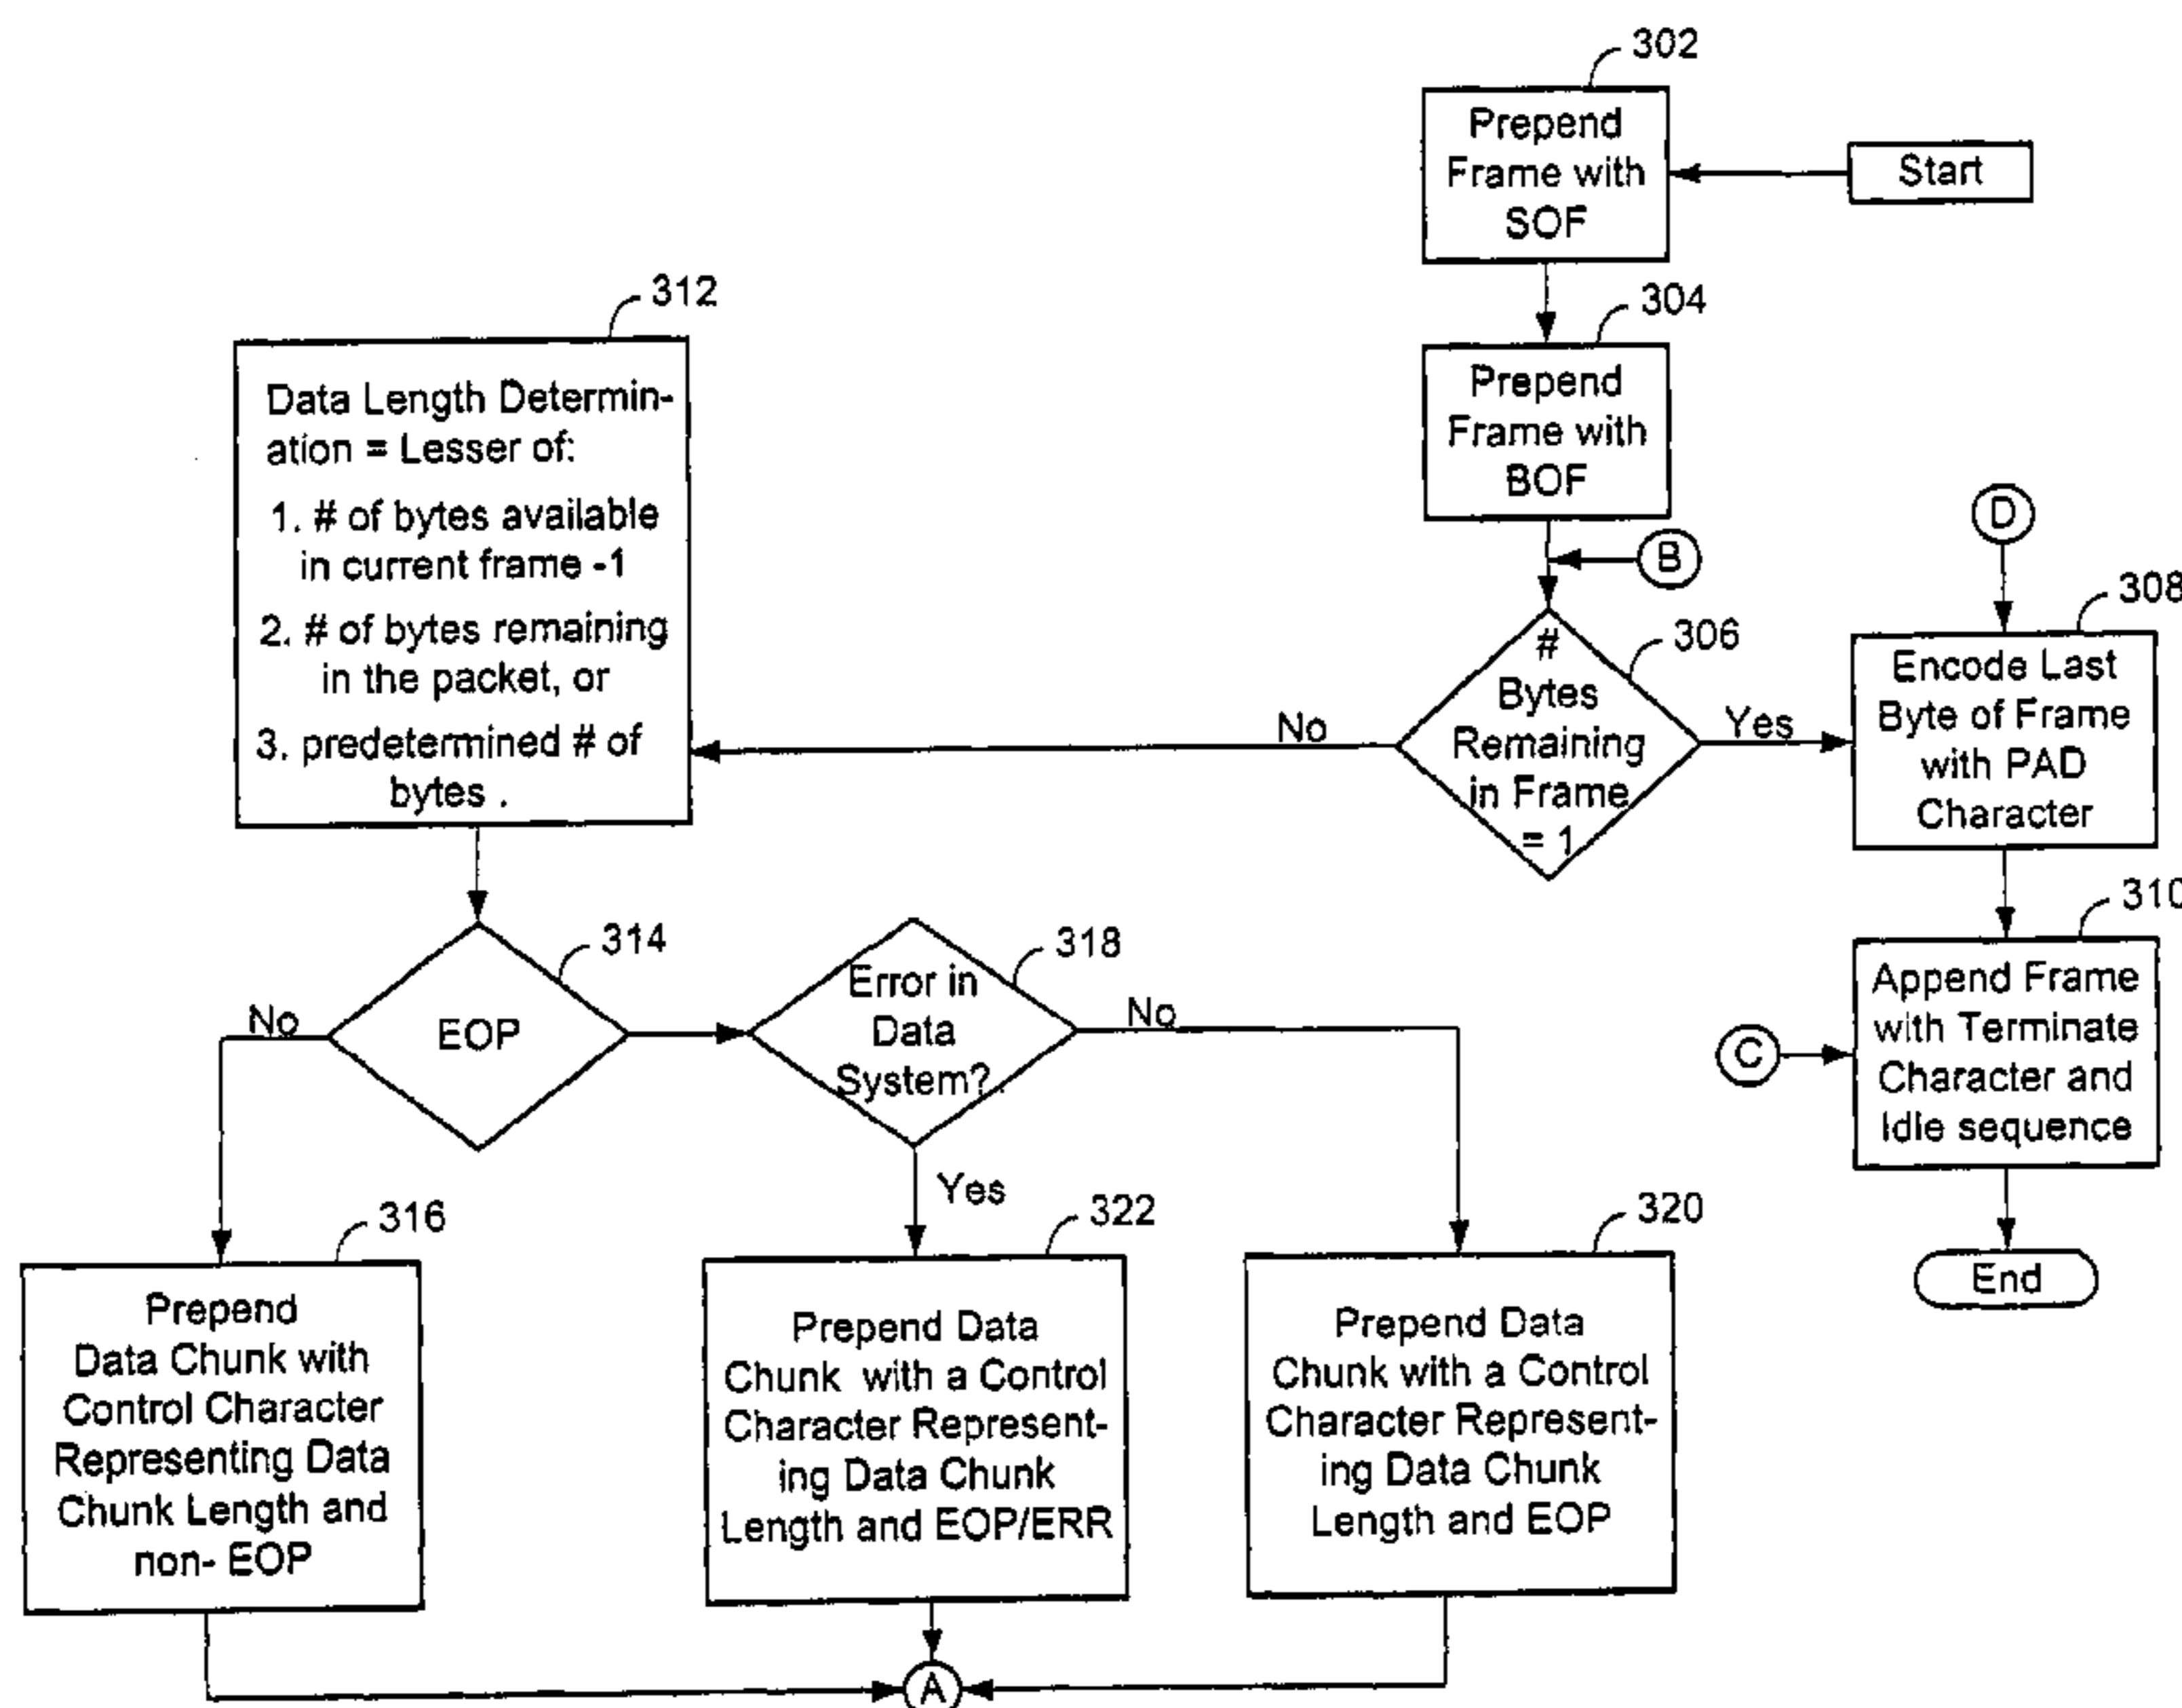 302
Prepend
Frame with
SOF
Start
304
Prepend
Frame with
BOF
B
D
306
#
Bytes
Remaining
in Frame
= 1
No
Yes
308
Encode Last
Byte of Frame
with PAD
Character
310
Append Frame
with Terminate
Character and
Idle sequence
C
End
312
Data Length Determin-
ation = Lesser of:
1. # of bytes available
in current frame -1
2. # of bytes remaining
in the packet, or
3. predetermined # of
bytes .
314
EOP
No
318
Error in
Data
System?
No
Yes
316
Prepend
Data Chunk with
Control Character
Representing Data
Chunk Length and
non- EOP
322
Prepend Data
Chunk with a Control
Character Represent-
ing Data Chunk
Length and EOP/ERR
320
Prepend Data
Chunk with a Control
Character Represent-
ing Data Chunk
Length and EOP
A